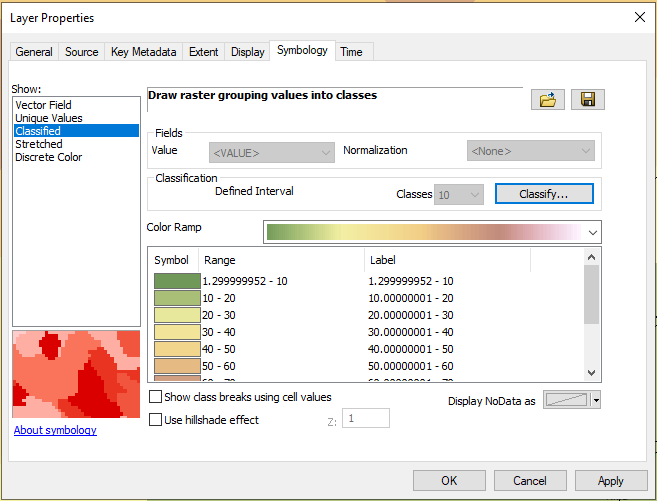 Layer Properties
General Source Key Metadata Extent Display Symbology Time
Show:
Vector Field
Unique Values
Classified
Stretched
Discrete Color
About symbology
Draw raster grouping values into classes
Fields
Value <VALUE> Normalization <None>
Classification
Defined Interval Classes 10 Classify...
Color Ramp
Symbol Range Label
1.299999952 - 10 1.299999952 - 10
10 - 20 10.00000001 - 20
20 - 30 20.00000001 - 30
30 - 40 30.00000001 - 40
40 - 50 40.00000001 - 50
50 - 60 50.00000001 - 60
Show class breaks using cell values
Display NoData as
Use hillshade effect Z: 1
OK Cancel Apply